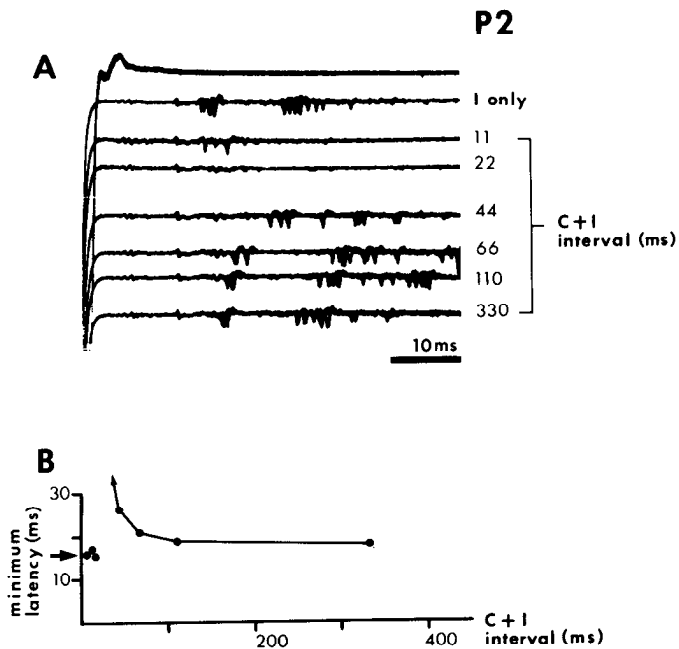 P2
A
I only
11
22
44
66
110
330
C+I
interval (ms)
10ms
B
30
10
minimum
latency (ms)
200
400
C+I
interval (ms)